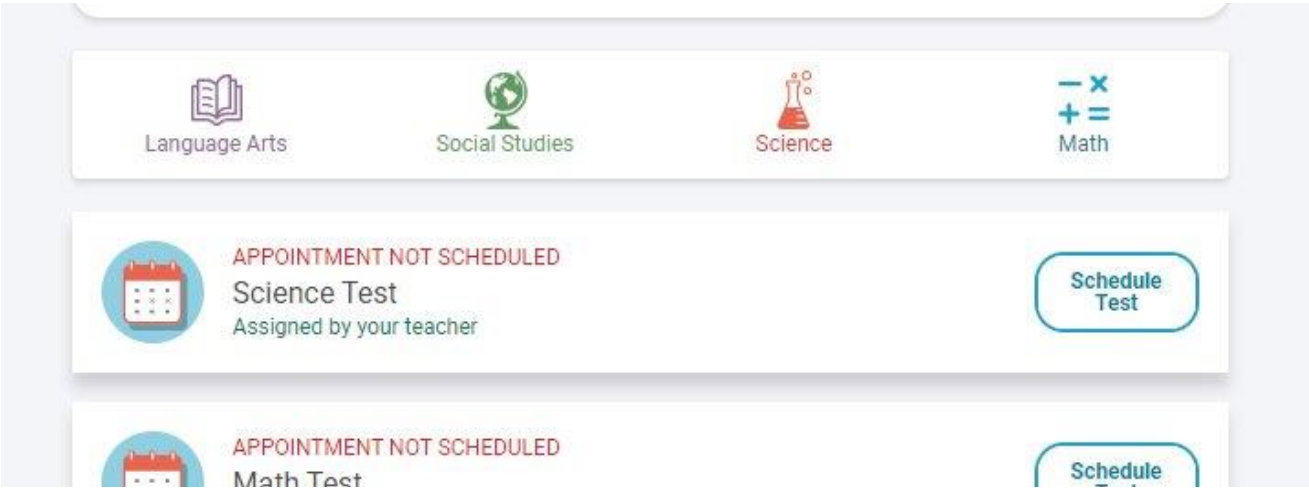 Language Arts
Social Studies
Science
Math
APPOINTMENT NOT SCHEDULED
Science Test
Assigned by your teacher
Schedule
Test
APPOINTMENT NOT SCHEDULED
Math Test
Schedule